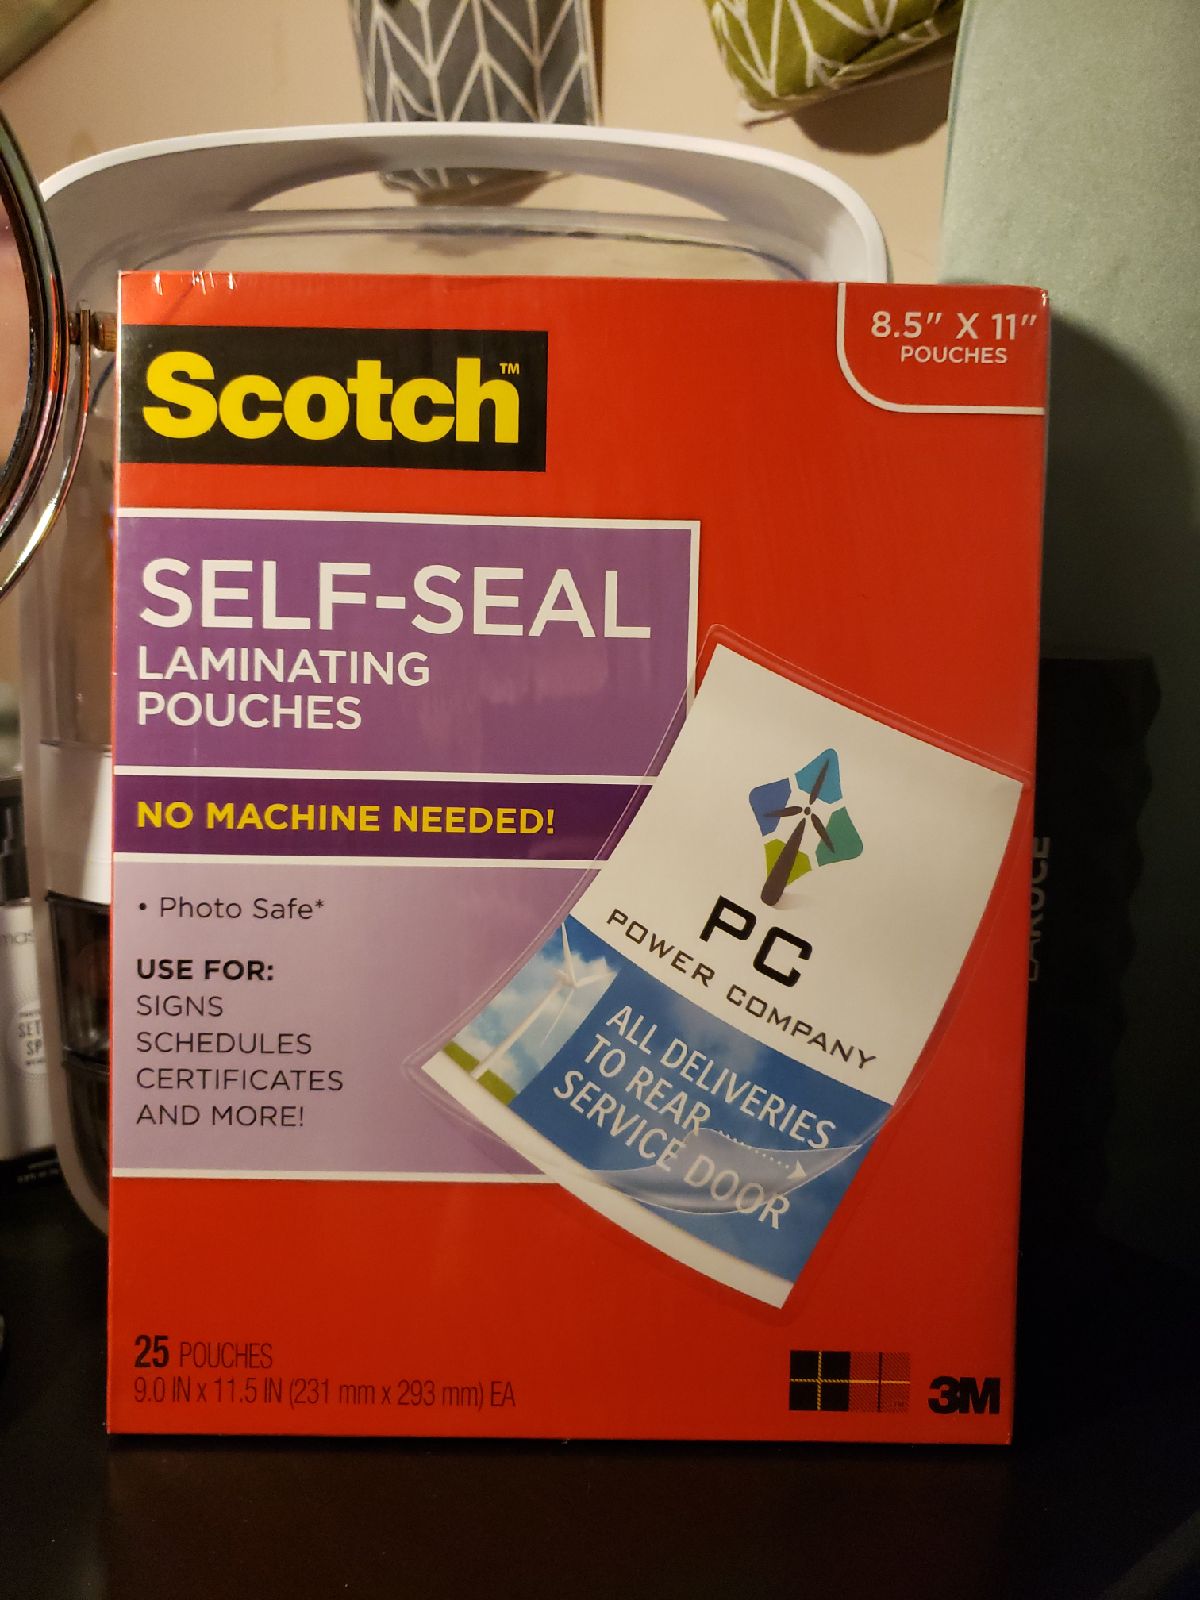 Scotch™
8.5" X 11"
POUCHES
SELF-SEAL
LAMINATING
POUCHES
NO MACHINE NEEDED!
• Photo Safe*
USE FOR:
SIGNS
SCHEDULES
CERTIFICATES
AND MORE!
PC
POWER COMPANY
ALL DELIVERIES
TO REAR
SERVICE DOOR
25 POUCHES
9.0 IN x 11.5 IN (231 mm x 293 mm) EA
3M